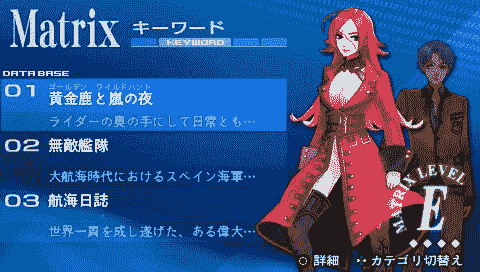 Matrix キーワード
KEYWORD
DATA BASE
ゴールデン ワイルドハント
01 黄金鹿と嵐の夜
ライダーの奥の手にして日常とも…
02 無敵艦隊
大航海時代におけるスペイン海軍…
03 航海日誌
世界一周を成し遂げた、ある偉大…
MATRIX LEVEL
E
詳細 カテゴリ切替え